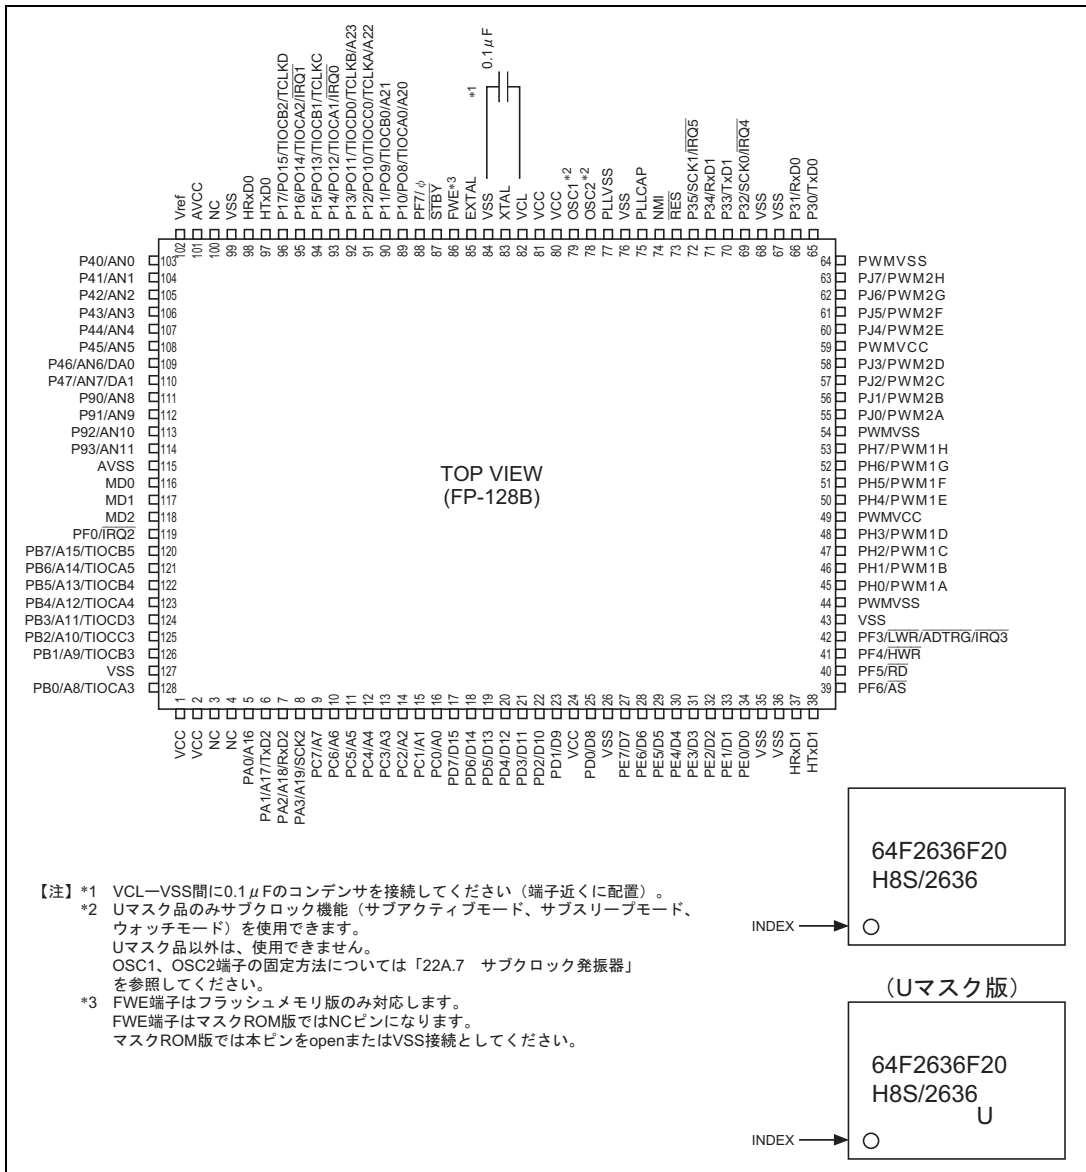 0.1μF
*1
Vref
AVCC
NC
VSS
HRxD0
HTxD0
P17/PO15/TIOCB2/TCLKD
P16/PO14/TIOCA2/IRQ1
P15/PO13/TIOCB1/TCLKC
P14/PO12/TIOCA1/IRQ0
P13/PO11/TIOCD0/TCLKB/A23
P12/PO10/TIOCC0/TCLKA/A22
P11/PO9/TIOCB0/A21
P10/PO8/TIOCA0/A20
PF7/φ
STBY
FWE*3
EXTAL
VSS
XTAL
VCL
VCC
VCC
OSC1*2
OSC2*2
PLLVSS
VSS
PLLCAP
NMI
RES
P35/SCK1/IRQ5
P34/RxD1
P33/TxD1
P32/SCK0/IRQ4
VSS
VSS
P31/RxD0
P30/TxD0
102 101 100 99 98 97 96 95 94 93 92 91 90 89 88 87 86 85 84 83 82 81 80 79 78 77 76 75 74 73 72 71 70 69 68 67 66 65
P40/AN0 103
P41/AN1 104
P42/AN2 105
P43/AN3 106
P44/AN4 107
P45/AN5 108
P46/AN6/DA0 109
P47/AN7/DA1 110
P90/AN8 111
P91/AN9 112
P92/AN10 113
P93/AN11 114
AVSS 115
MD0 116
MD1 117
MD2 118
PF0/IRQ2 119
PB7/A15/TIOCB5 120
PB6/A14/TIOCA5 121
PB5/A13/TIOCB4 122
PB4/A12/TIOCA4 123
PB3/A11/TIOCD3 124
PB2/A10/TIOCC3 125
PB1/A9/TIOCB3 126
VSS 127
PB0/A8/TIOCA3 128
TOP VIEW
(FP-128B)
64 PWMVSS
63 PJ7/PWM2H
62 PJ6/PWM2G
61 PJ5/PWM2F
60 PJ4/PWM2E
59 PWMVCC
58 PJ3/PWM2D
57 PJ2/PWM2C
56 PJ1/PWM2B
55 PJ0/PWM2A
54 PWMVSS
53 PH7/PWM1H
52 PH6/PWM1G
51 PH5/PWM1F
50 PH4/PWM1E
49 PWMVCC
48 PH3/PWM1D
47 PH2/PWM1C
46 PH1/PWM1B
45 PH0/PWM1A
44 PWMVSS
43 VSS
42 PF3/LWR/ADTRG/IRQ3
41 PF4/HWR
40 PF5/RD
39 PF6/AS
1 2 3 4 5 6 7 8 9 10 11 12 13 14 15 16 17 18 19 20 21 22 23 24 25 26 27 28 29 30 31 32 33 34 35 36 37 38
VCC
VCC
NC
NC
PA0/A16
PA1/A17/TxD2
PA2/A18/RxD2
PA3/A19/SCK2
PC7/A7
PC6/A6
PC5/A5
PC4/A4
PC3/A3
PC2/A2
PC1/A1
PC0/A0
PD7/D15
PD6/D14
PD5/D13
PD4/D12
PD3/D11
PD2/D10
PD1/D9
VCC
PD0/D8
VSS
PE7/D7
PE6/D6
PE5/D5
PE4/D4
PE3/D3
PE2/D2
PE1/D1
PE0/D0
VSS
VSS
HRxD1
HTxD1
【注】*1 VCL―VSS間に0.1μFのコンデンサを接続してください（端子近くに配置）。
*2 Uマスク品のみサブクロック機能（サブアクティブモード、サブスリープモード、
ウォッチモード）を使用できます。
Uマスク品以外は、使用できません。
OSC1、OSC2端子の固定方法については「22A.7 サブクロック発振器」
を参照してください。
*3 FWE端子はフラッシュメモリ版のみ対応します。
FWE端子はマスクROM版ではNCピンになります。
マスクROM版では本ピンをopenまたはVSS接続としてください。
64F2636F20
H8S/2636
INDEX
（Uマスク版）
64F2636F20
H8S/2636
U
INDEX